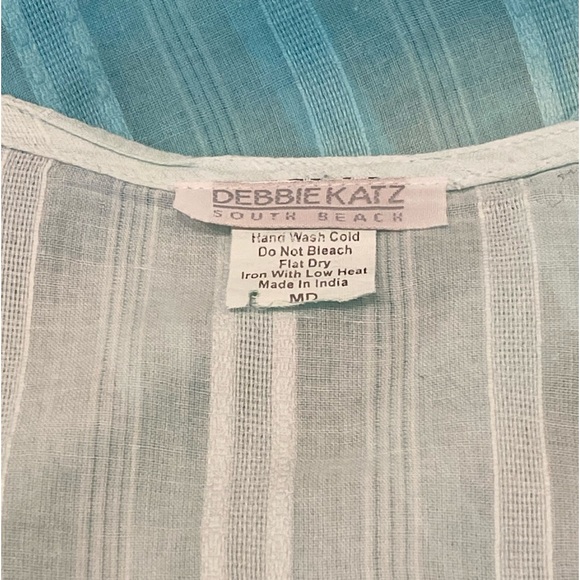 DEBBIE KATZ
SOUTH BEACH
Hand Wash Cold
Do Not Bleach
Flat Dry
Iron With Low Heat
Made in India
MD